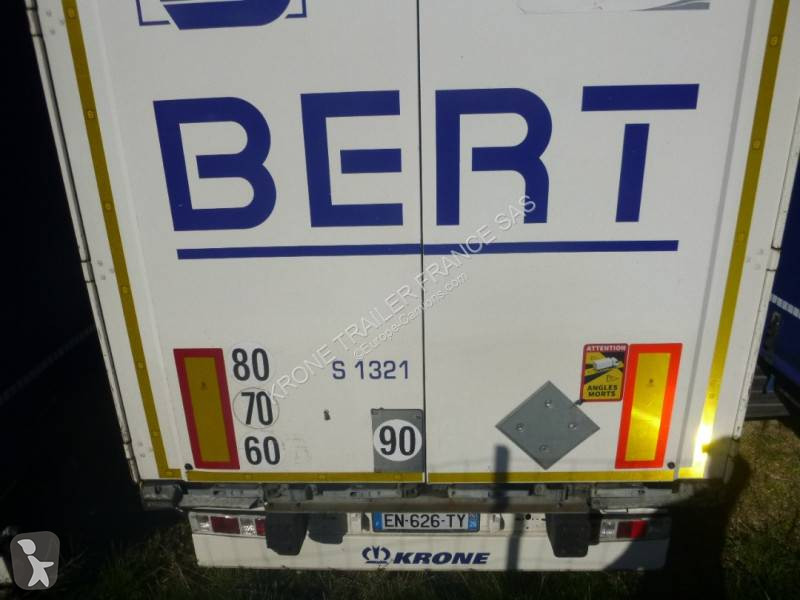 BERT
KRONE TRAILER FRANCE SAS
©Europe-Camions.com
ATTENTION
ANGLES
MORTS
80
70
60
S 1321
90
EN-626-TY
KRONE